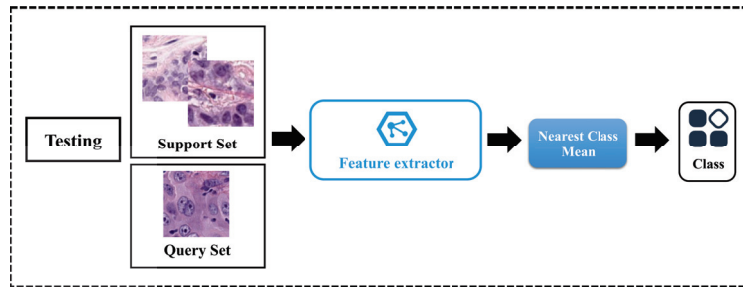 Testing
Support Set
Query Set
Feature extractor
Nearest Class
Mean
Class